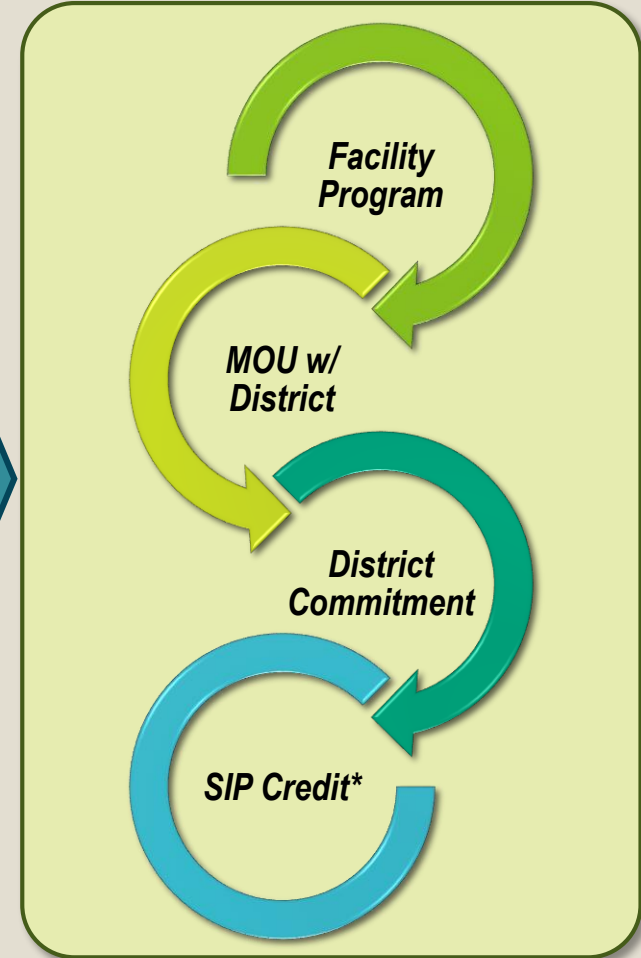 Facility
Program
MOU w/
District
District
Commitment
SIP Credit*